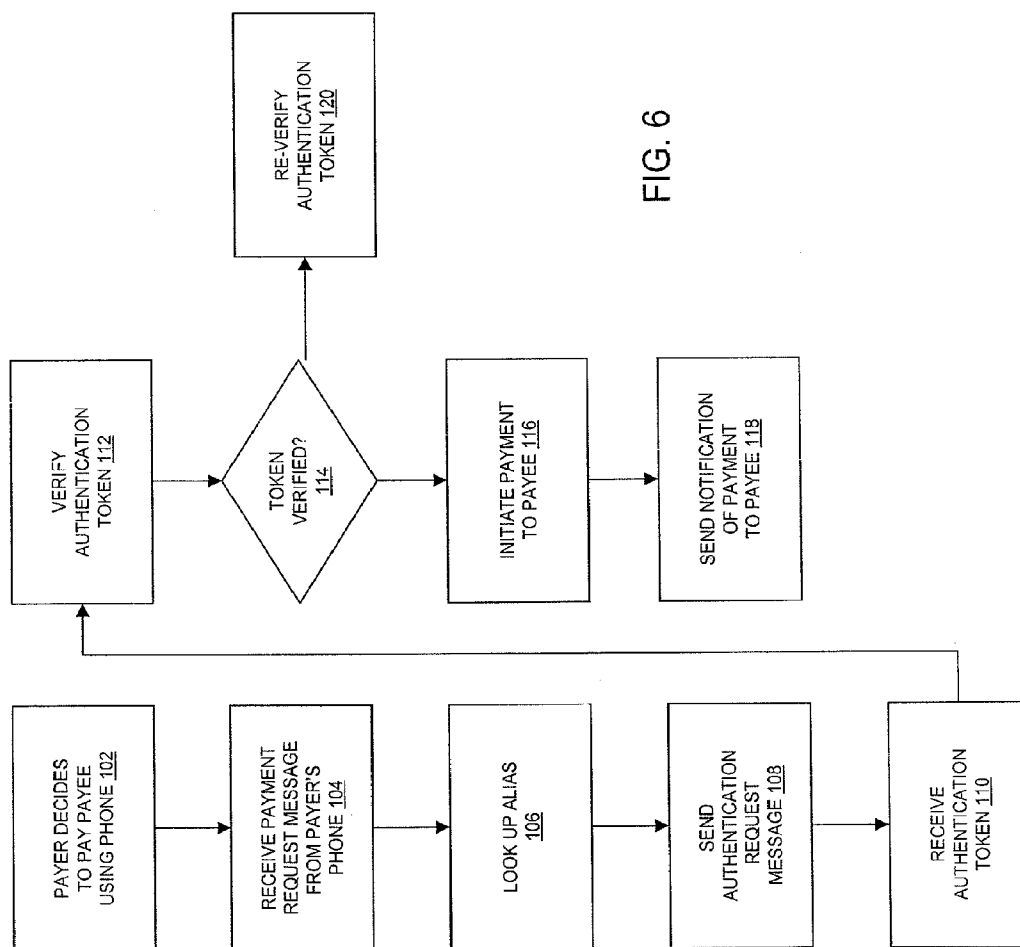 PAYER DECIDES
TO PAY PAYEE
USING PHONE 102
RECEIVE PAYMENT
REQUEST MESSAGE
FROM PAYER'S
PHONE 104
LOOK UP ALIAS
106
SEND
AUTHENTICATION
REQUEST
MESSAGE 108
RECEIVE
AUTHENTICATION
TOKEN 110
VERIFY
AUTHENTICATION
TOKEN 112
TOKEN
VERIFIED?
114
INITIATE PAYMENT
TO PAYEE 116
SEND NOTIFICATION
OF PAYMENT
TO PAYEE 118
RE-VERIFY
AUTHENTICATION
TOKEN 120
FIG. 6